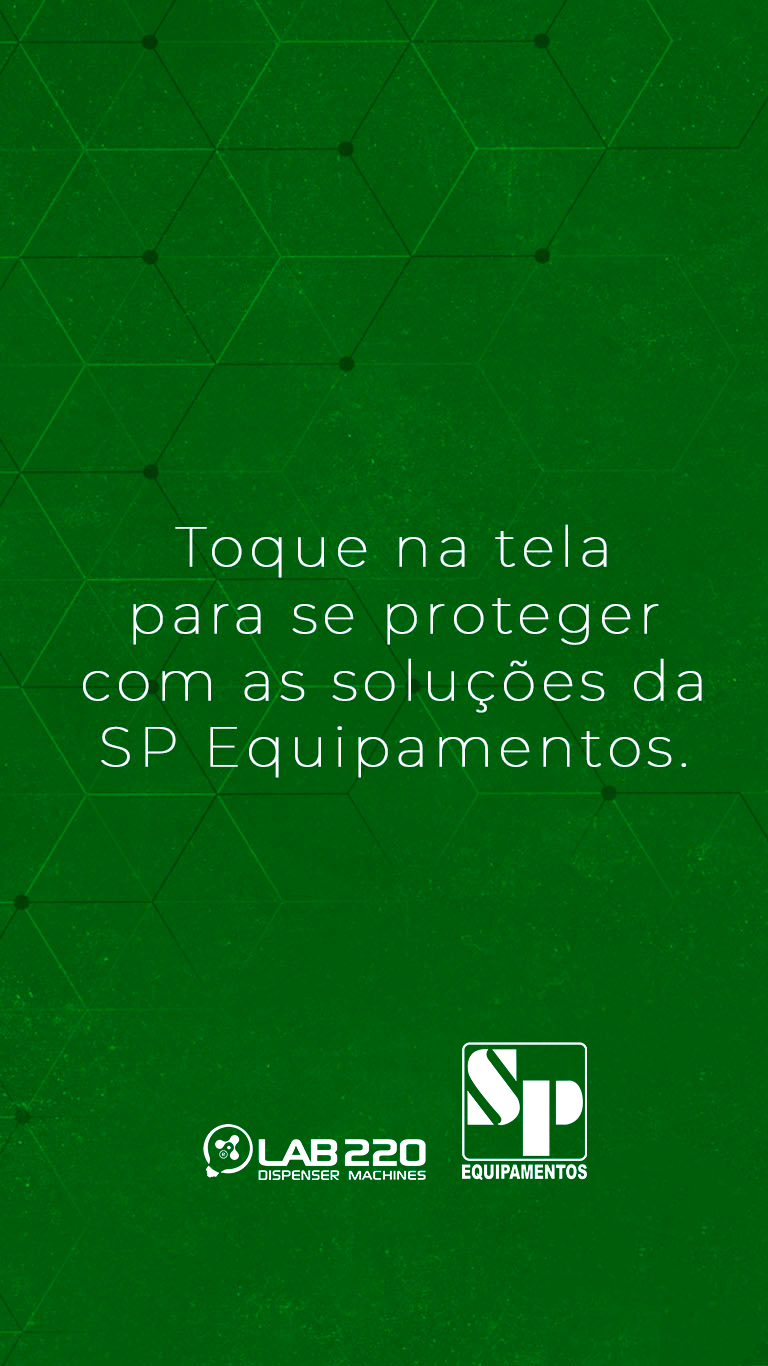 Toque na tela
para se proteger
com as soluções da
SP Equipamentos.
SP
LAB 220
DISPENSER MACHINES
EQUIPAMENTOS